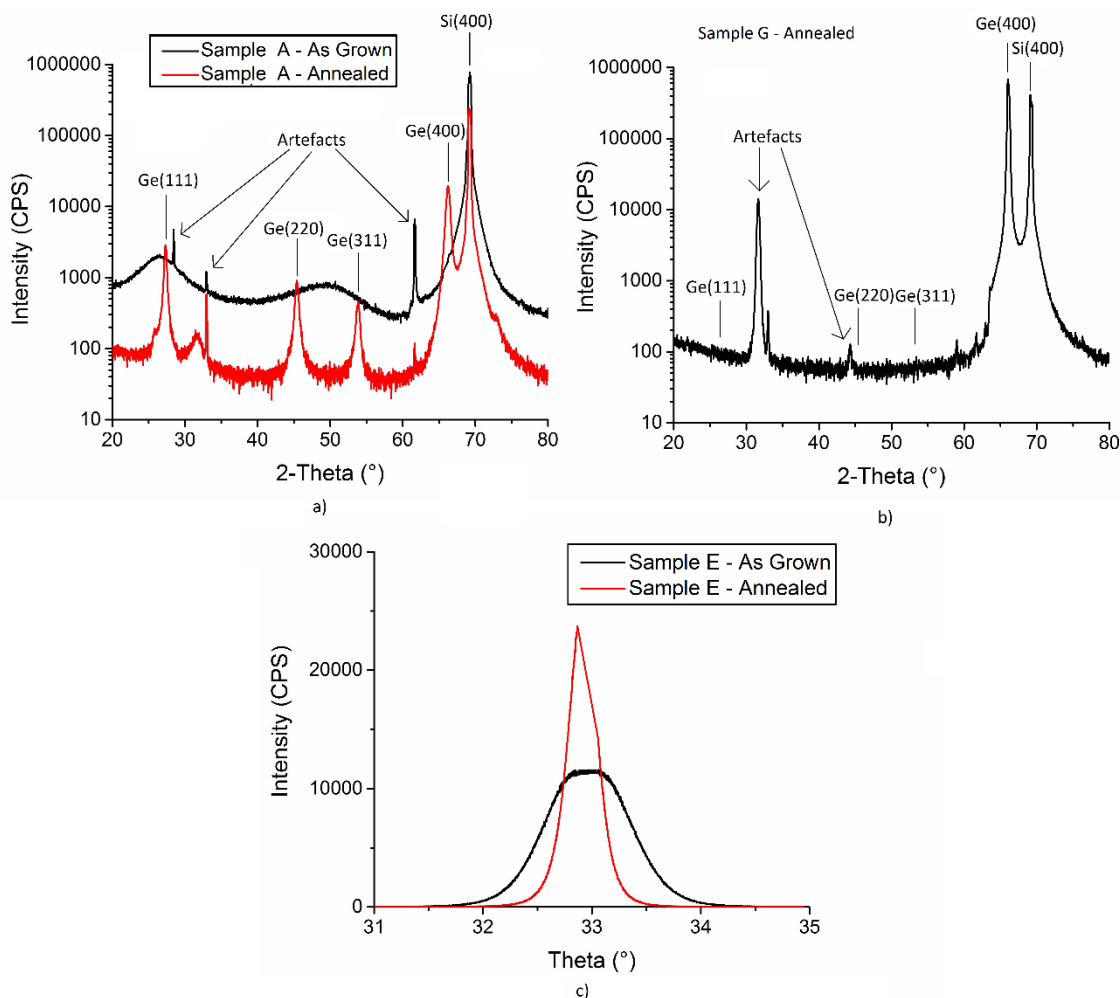 Sample A - As Grown
Sample A - Annealed
Si(400)
Ge(400)
Artefacts
Ge(111)
Ge(220)
Ge(311)
1000000
100000
10000
1000
100
10
Intensity (CPS)
20 30 40 50 60 70 80
2-Theta (°)
a)
Sample G - Annealed
Ge(400)
Si(400)
Artefacts
Ge(111)
Ge(220)
Ge(311)
1000000
100000
10000
1000
100
10
Intensity (CPS)
20 30 40 50 60 70 80
2-Theta (°)
b)
Sample E - As Grown
Sample E - Annealed
30000
20000
10000
0
Intensity (CPS)
31 32 33 34 35
Theta (°)
c)